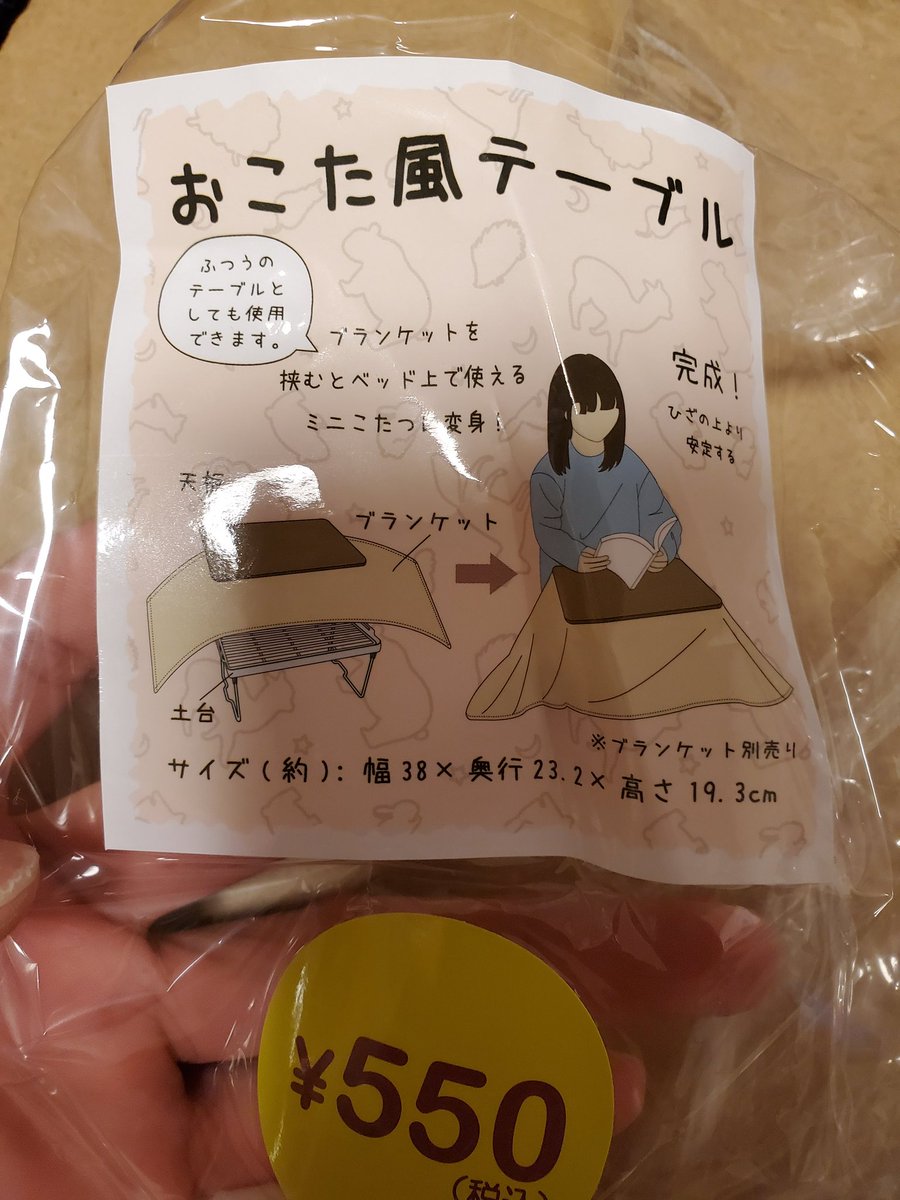 おこた風テーブル
ふつうの
テーブルと
しても使用
できます。
ブランケットを
挟むとベッド上で使える
ミニこたつに変身!
完成!
ひざの上より
安定する
天板
ブランケット
土台
※ブランケット別売り
サイズ(約):幅38×奥行23.2×高さ19.3cm
¥550
(税込)